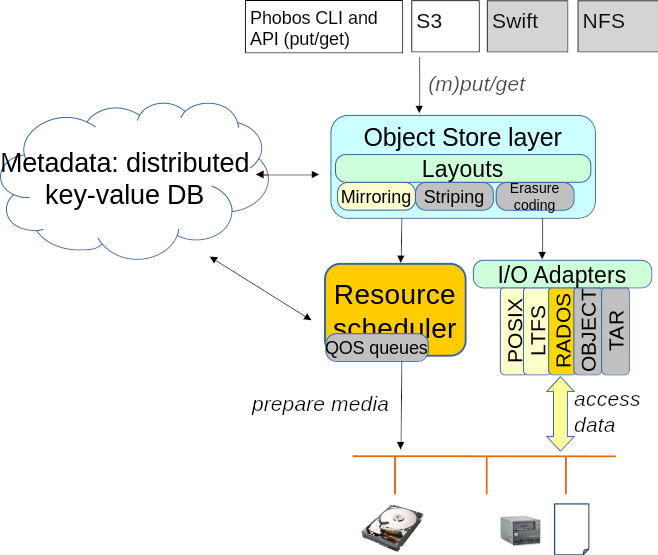 Phobos CLI and
API (put/get)
S3
Swift
NFS
(m)put/get
Object Store layer
Layouts
Mirroring
Striping
Erasure
coding
Metadata: distributed
key-value DB
Resource
scheduler
QOS queues
I/O Adapters
POSIX
LTFS
RADOS
OBJECT
TAR
prepare media
access
data